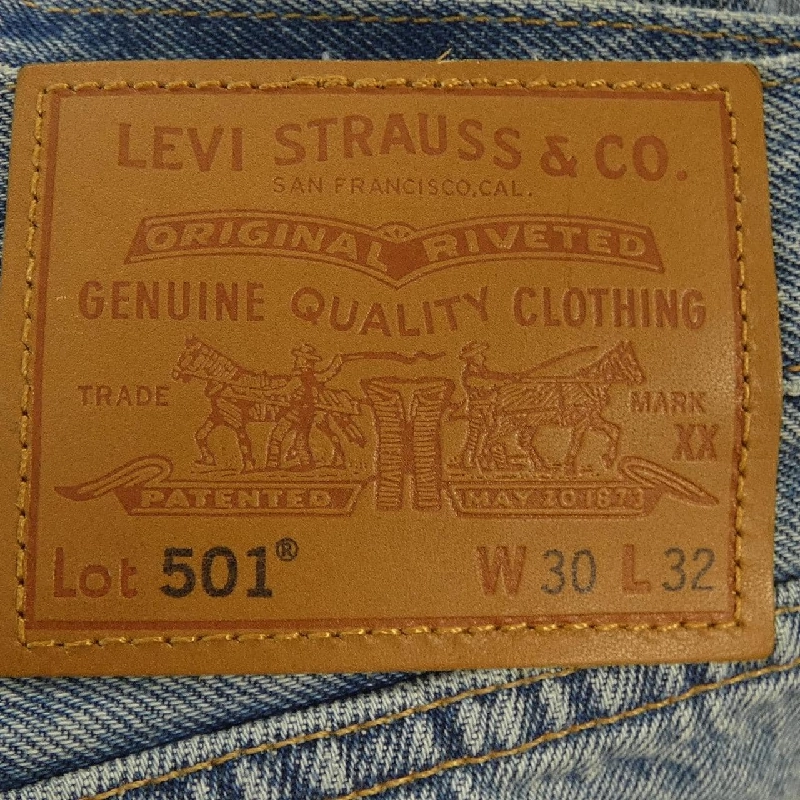 LEVI STRAUSS & CO.
SAN FRANCISCO, CAL.
ORIGINAL RIVETED
GENUINE QUALITY CLOTHING
TRADE MARK
XX
PATENTED MAY 20 1873
Lot 501® W 30 L 32